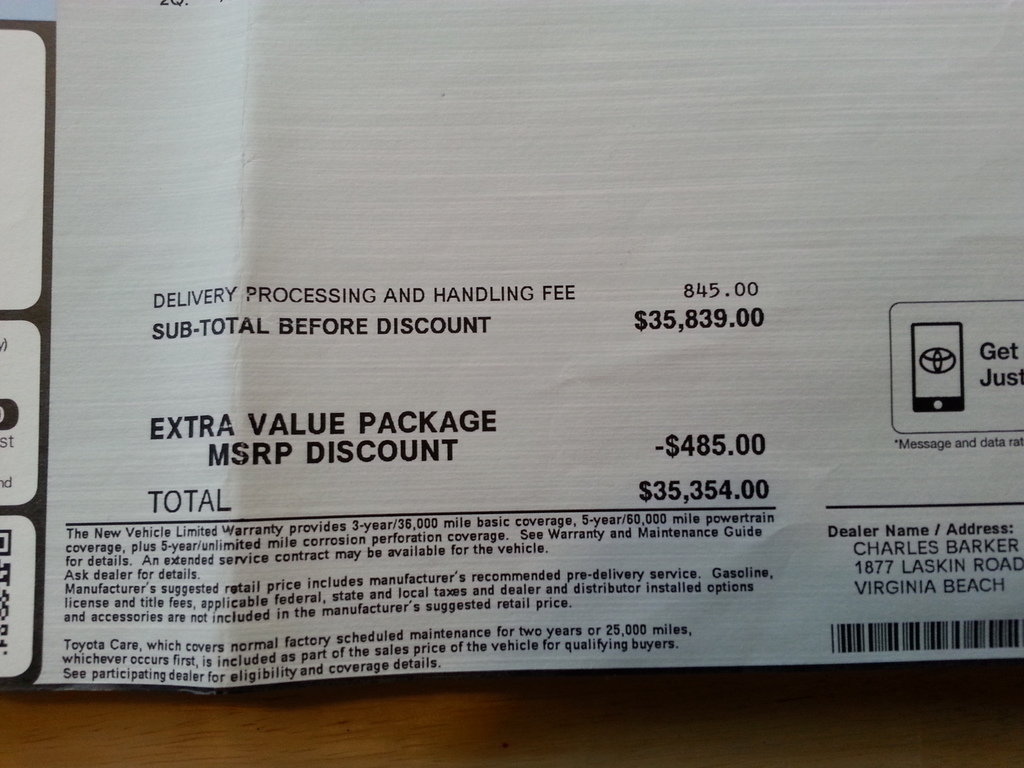 2Q.
DELIVERY PROCESSING AND HANDLING FEE 845.00
SUB-TOTAL BEFORE DISCOUNT $35,839.00
EXTRA VALUE PACKAGE
MSRP DISCOUNT -$485.00
TOTAL $35,354.00
The New Vehicle Limited Warranty provides 3-year/36,000 mile basic coverage, 5-year/60,000 mile powertrain
coverage, plus 5-year/unlimited mile corrosion perforation coverage. See Warranty and Maintenance Guide
for details. An extended service contract may be available for the vehicle.
Ask dealer for details.
Manufacturer's suggested retail price includes manufacturer's recommended pre-delivery service. Gasoline,
license and title fees, applicable federal, state and local taxes and dealer and distributor installed options
and accessories are not included in the manufacturer's suggested retail price.
Toyota Care, which covers normal factory scheduled maintenance for two years or 25,000 miles,
whichever occurs first, is included as part of the sales price of the vehicle for qualifying buyers.
See participating dealer for eligibility and coverage details.
Get
Just
*Message and data rat
Dealer Name / Address:
CHARLES BARKER
1877 LASKIN ROAD
VIRGINIA BEACH
y)
st
nd